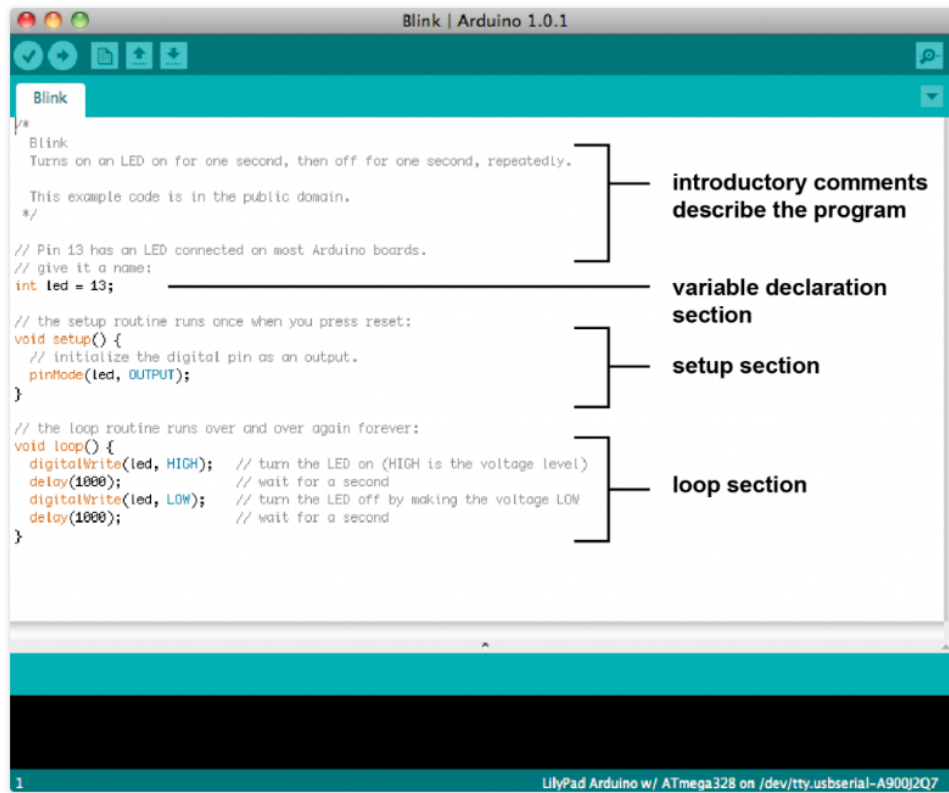 Blink | Arduino 1.0.1
Blink
/*
  Blink
  Turns on an LED on for one second, then off for one second, repeatedly.
  This example code is in the public domain.
 */
introductory comments
describe the program
// Pin 13 has an LED connected on most Arduino boards.
// give it a name:
int led = 13;
variable declaration
section
// the setup routine runs once when you press reset:
void setup() {
  // initialize the digital pin as an output.
  pinMode(led, OUTPUT);
}
setup section
// the loop routine runs over and over again forever:
void loop() {
  digitalWrite(led, HIGH);   // turn the LED on (HIGH is the voltage level)
  delay(1000);               // wait for a second
  digitalWrite(led, LOW);    // turn the LED off by making the voltage LOW
  delay(1000);               // wait for a second
}
loop section
1
LilyPad Arduino w/ ATmega328 on /dev/tty.usbserial-A900J2Q7